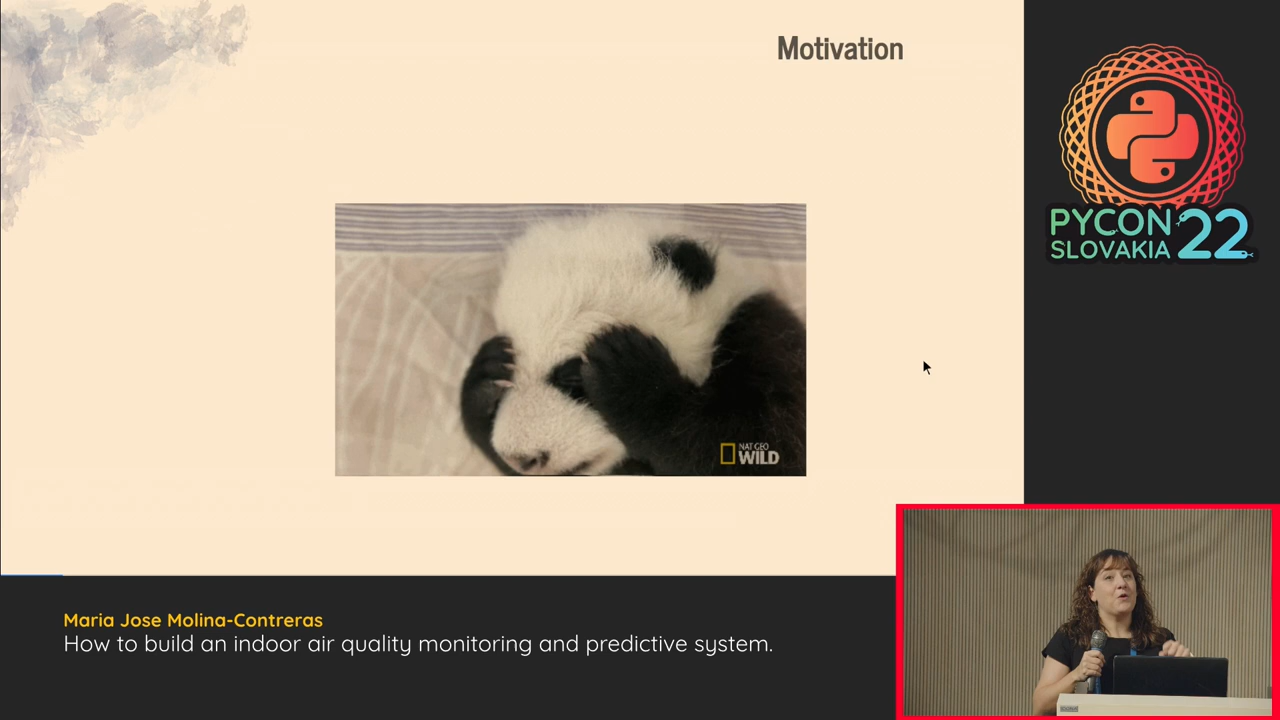 Motivation
PYCON
SLOVAKIA 22
NAT GEO
WILD
Maria Jose Molina-Contreras
How to build an indoor air quality monitoring and predictive system.